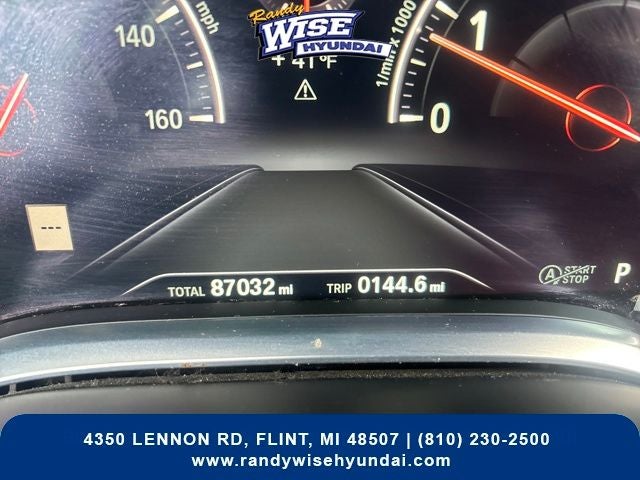 Randy
WISE
HYUNDAI
mph
140
160
+ 41 °F
1/min x 1000
1
0
---
TOTAL 87032 mi TRIP 0144.6 mi
A START
STOP
P
4350 LENNON RD, FLINT, MI 48507 | (810) 230-2500
www.randywisehyundai.com